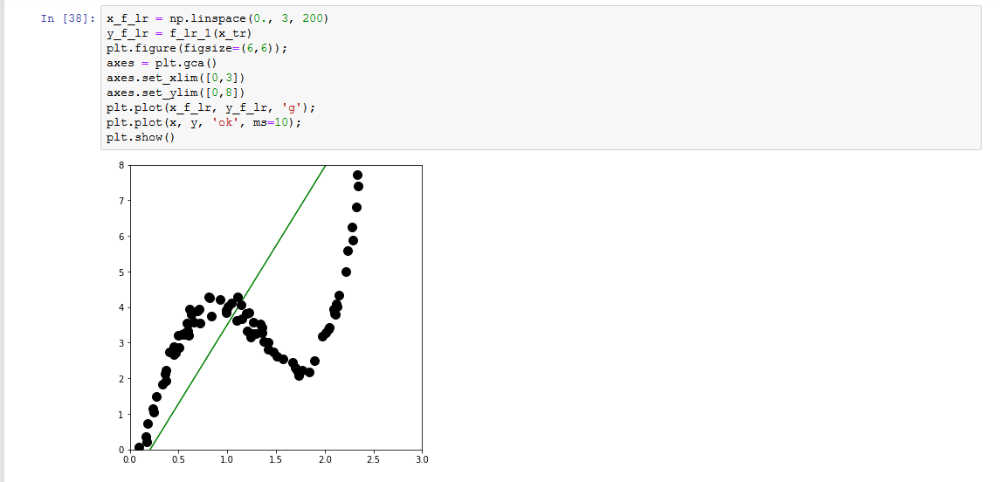 In [38]: x_f_lr = np.linspace(0., 3, 200)
y_f_lr = f_lr_1(x_tr)
plt.figure(figsize=(6,6));
axes = plt.gca()
axes.set_xlim([0,3])
axes.set_ylim([0,8])
plt.plot(x_f_lr, y_f_lr, 'g');
plt.plot(x, y, 'ok', ms=10);
plt.show()
8
7
6
5
4
3
2
1
0
0.0 0.5 1.0 1.5 2.0 2.5 3.0